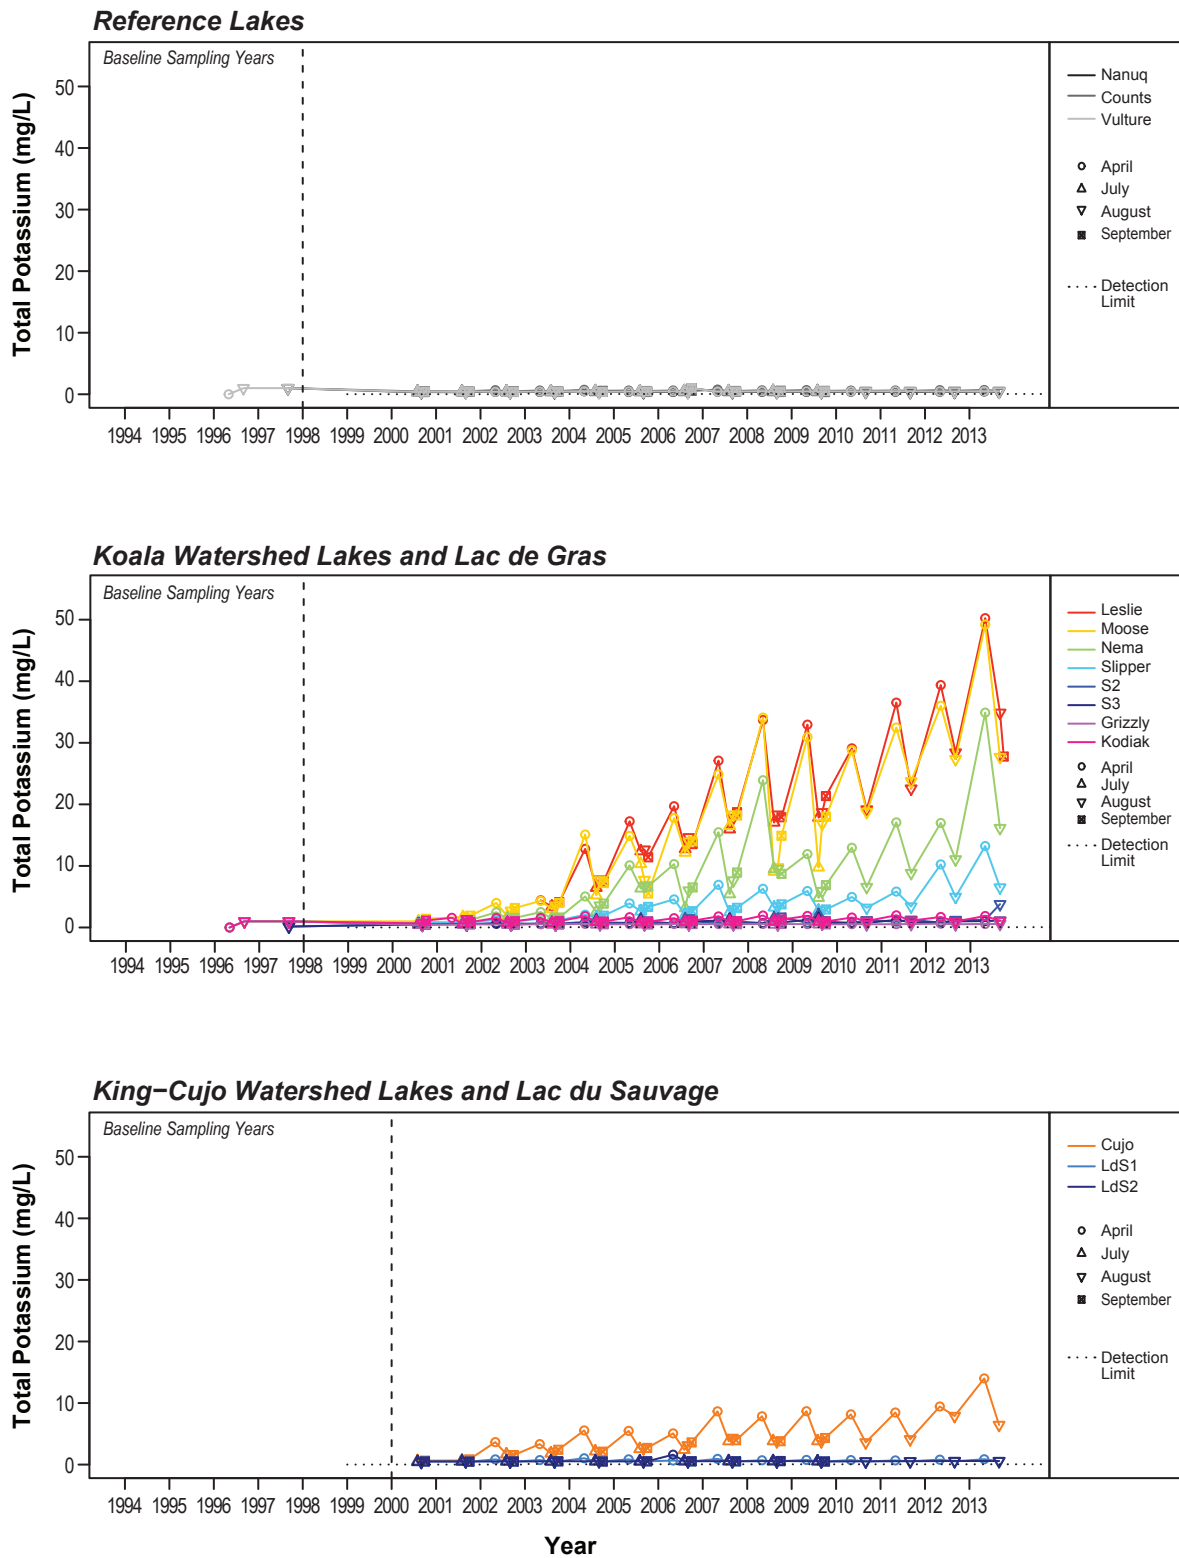 Reference Lakes
Baseline Sampling Years
Total Potassium (mg/L)
50
40
30
20
10
0
1994 1995 1996 1997 1998 1999 2000 2001 2002 2003 2004 2005 2006 2007 2008 2009 2010 2011 2012 2013
Nanuq
Counts
Vulture
April
July
August
September
Detection
Limit
Koala Watershed Lakes and Lac de Gras
Baseline Sampling Years
Total Potassium (mg/L)
50
40
30
20
10
0
1994 1995 1996 1997 1998 1999 2000 2001 2002 2003 2004 2005 2006 2007 2008 2009 2010 2011 2012 2013
Leslie
Moose
Nema
Slipper
S2
S3
Grizzly
Kodiak
April
July
August
September
Detection
Limit
King−Cujo Watershed Lakes and Lac du Sauvage
Baseline Sampling Years
Total Potassium (mg/L)
50
40
30
20
10
0
1994 1995 1996 1997 1998 1999 2000 2001 2002 2003 2004 2005 2006 2007 2008 2009 2010 2011 2012 2013
Cujo
LdS1
LdS2
April
July
August
September
Detection
Limit
Year